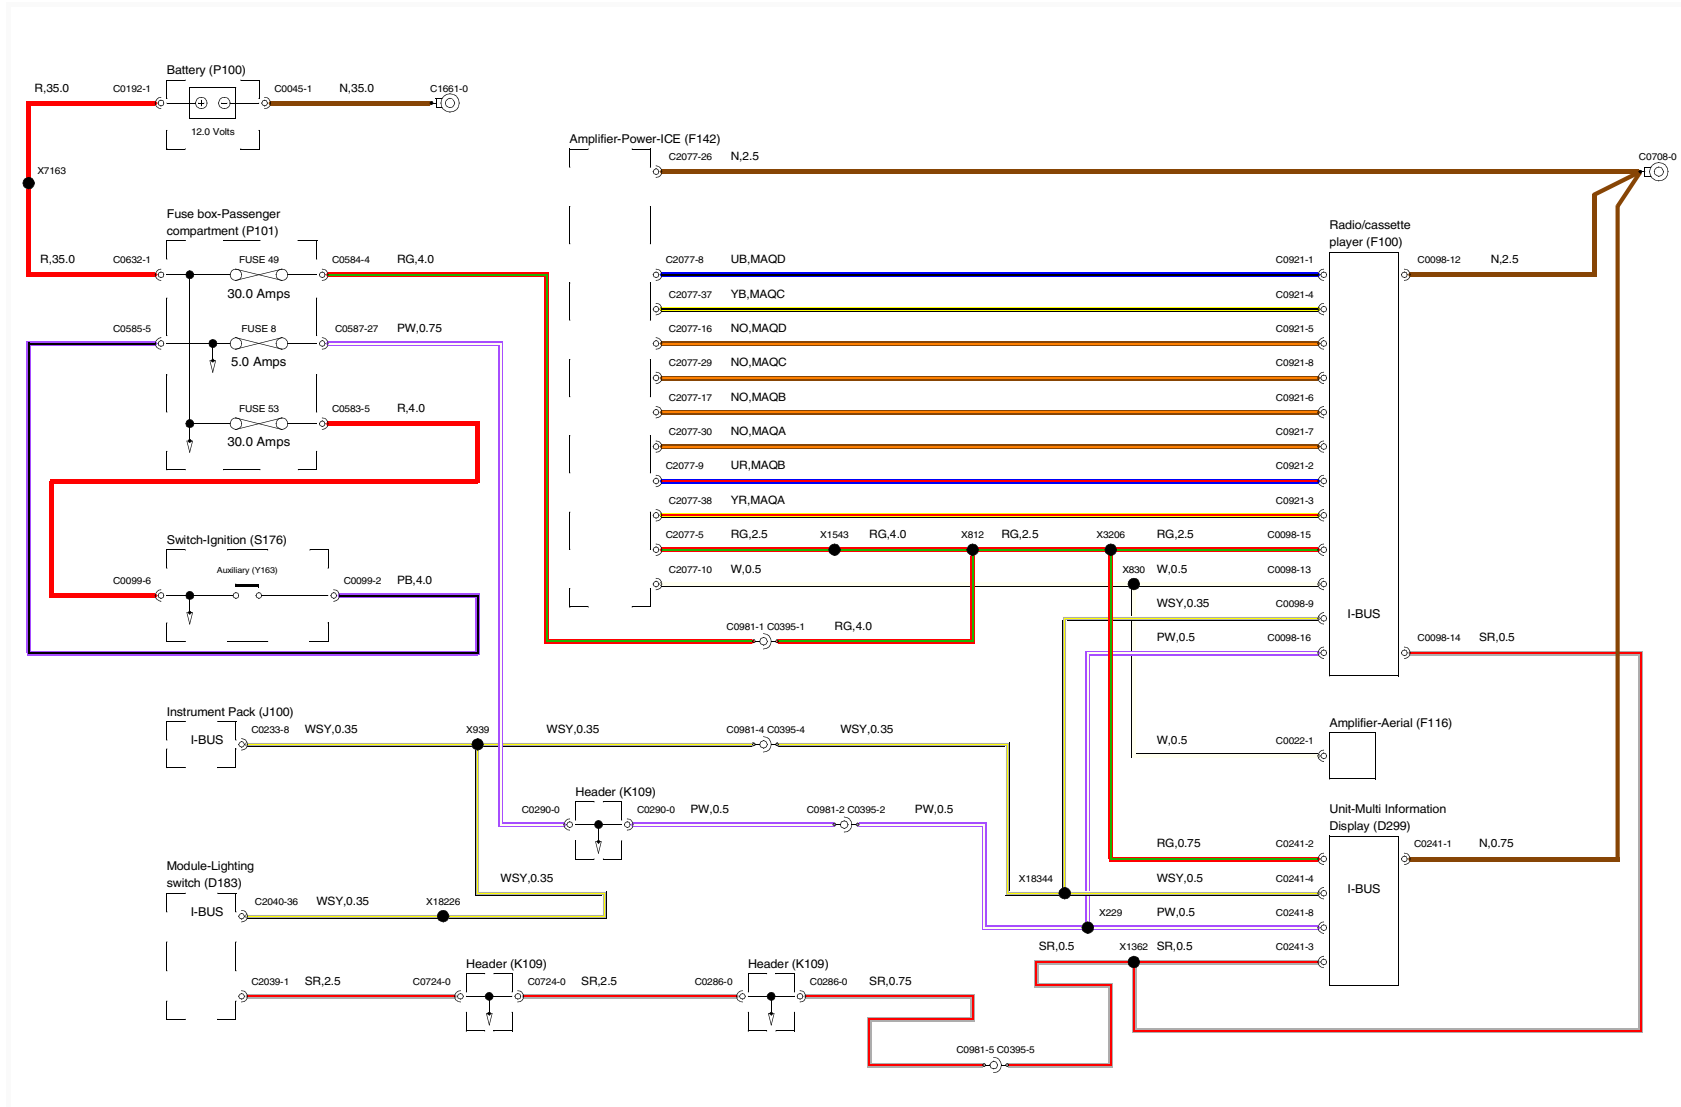 Battery (P100)
R,35.0 C0192-1 C0045-1 N,35.0 C1661-0
12.0 Volts
X7163
Fuse box-Passenger
compartment (P101)
R,35.0 C0632-1 FUSE 49 C0584-4 RG,4.0
30.0 Amps
C0585-5 FUSE 8 C0587-27 PW,0.75
5.0 Amps
FUSE 53 C0583-5 R,4.0
30.0 Amps
Switch-Ignition (S176)
Auxiliary (Y163)
C0099-6 C0099-2 PB,4.0
Amplifier-Power-ICE (F142)
C2077-26 N,2.5
C0708-0
Radio/cassette
player (F100)
C2077-8 UB,MAQD C0921-1
C0098-12 N,2.5
C2077-37 YB,MAQC C0921-4
C2077-16 NO,MAQD C0921-5
C2077-29 NO,MAQC C0921-8
C2077-17 NO,MAQB C0921-6
C2077-30 NO,MAQA C0921-7
C2077-9 UR,MAQB C0921-2
C2077-38 YR,MAQA C0921-3
C2077-5 RG,2.5 X1543 RG,4.0 X812 RG,2.5 X3206 RG,2.5 C0098-15
C2077-10 W,0.5 X830 W,0.5 C0098-13
WSY,0.35 C0098-9
I-BUS
C0981-1 C0395-1 RG,4.0
PW,0.5 C0098-16
C0098-14 SR,0.5
Instrument Pack (J100)
I-BUS
C0233-8 WSY,0.35 X939 WSY,0.35 C0981-4 C0395-4 WSY,0.35
Amplifier-Aerial (F116)
W,0.5 C0022-1
Header (K109)
C0290-0 C0290-0 PW,0.5 C0981-2 C0395-2 PW,0.5
Unit-Multi Information
Display (D299)
RG,0.75 C0241-2
C0241-1 N,0.75
Module-Lighting
switch (D183)
I-BUS
WSY,0.35
C2040-36 WSY,0.35 X18226
X18344 WSY,0.5 C0241-4
I-BUS
X229 PW,0.5 C0241-8
SR,0.5 X1362 SR,0.5 C0241-3
Header (K109)
Header (K109)
C2039-1 SR,2.5 C0724-0 C0724-0 SR,2.5 C0286-0 C0286-0 SR,0.75
C0981-5 C0395-5